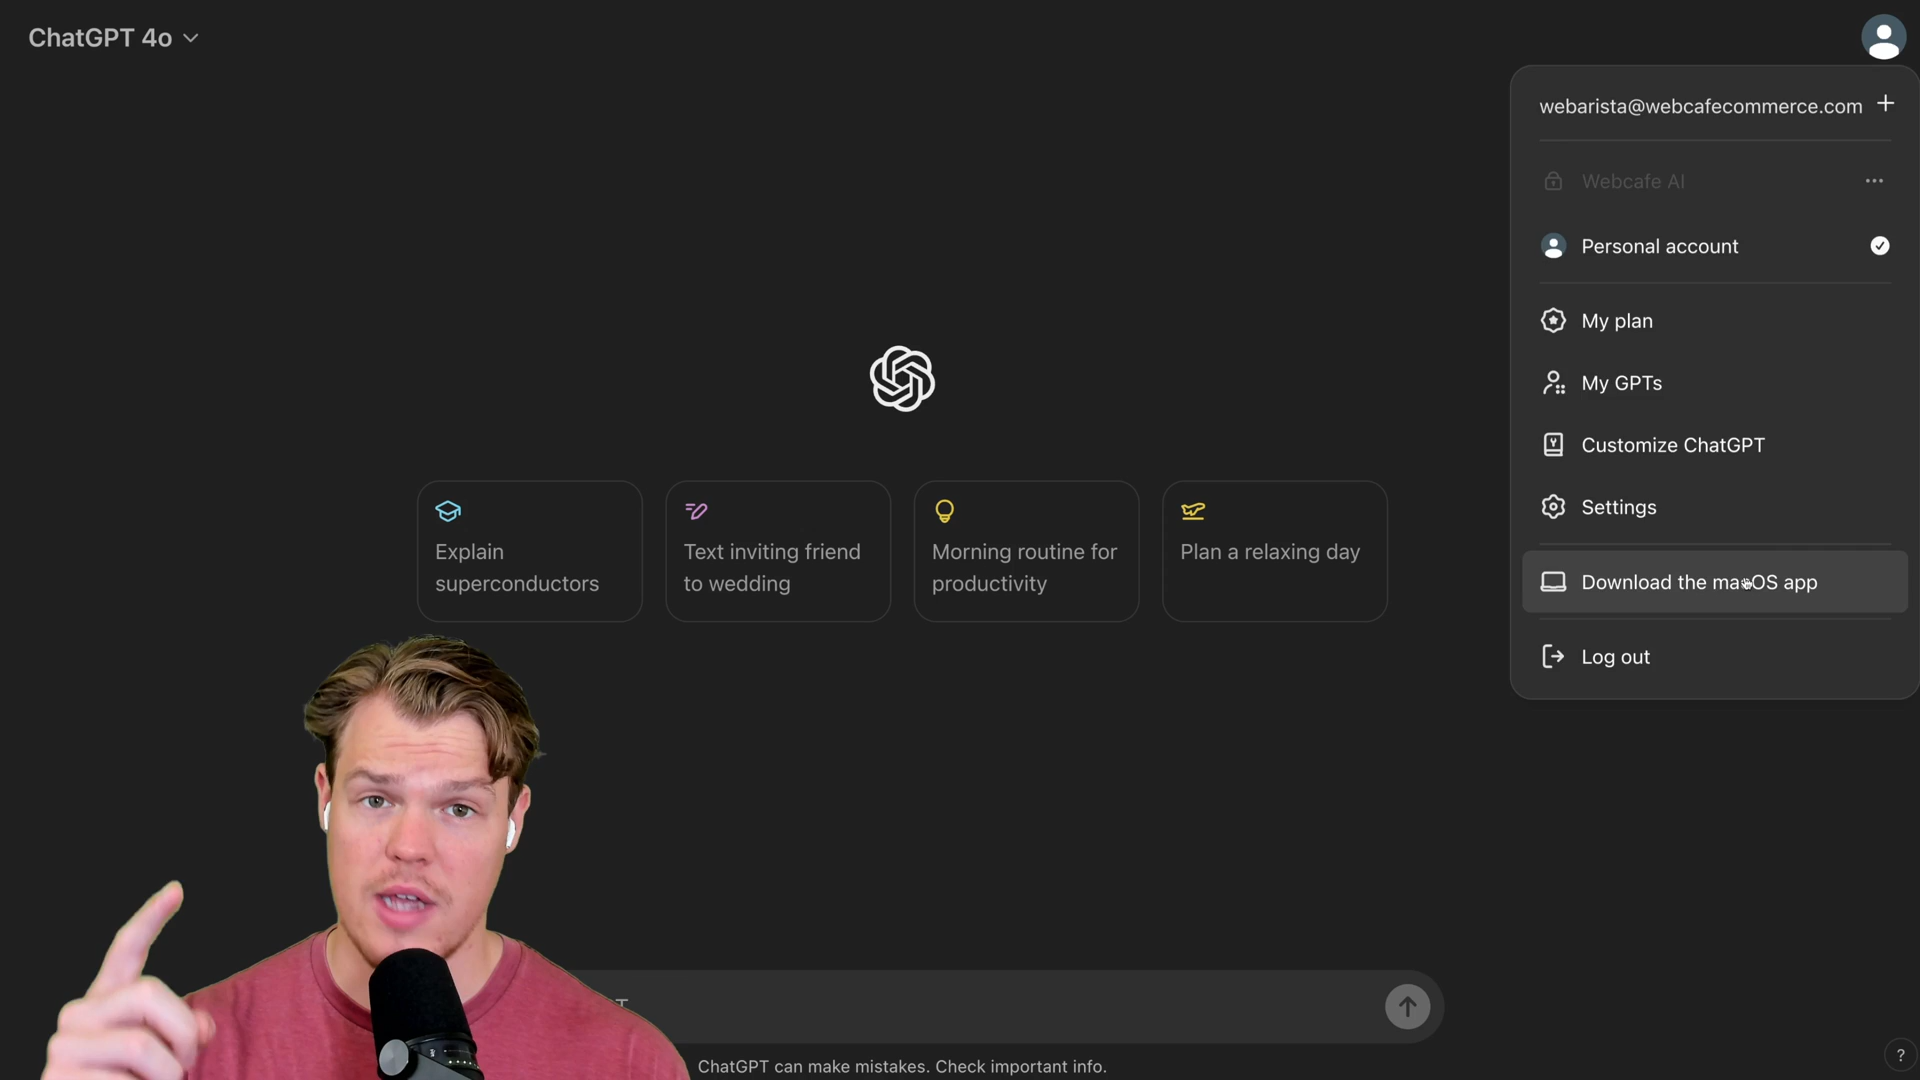 ChatGPT 4o
webarista@webcafecommerce.com
Webcafe AI
Personal account
My plan
My GPTs
Customize ChatGPT
Settings
Download the macOS app
Log out
Explain
superconductors
Text inviting friend
to wedding
Morning routine for
productivity
Plan a relaxing day
T
ChatGPT can make mistakes. Check important info.
?